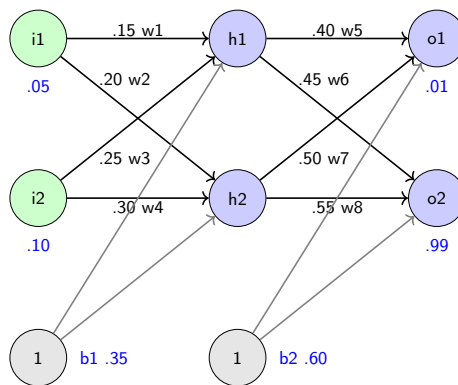 i1 .15 w1 h1 .40 w5 o1
.05 .20 w2 .45 w6 .01
.25 w3 .50 w7
i2 .30 w4 h2 .55 w8 o2
.10 .99
1 b1 .35 1 b2 .60